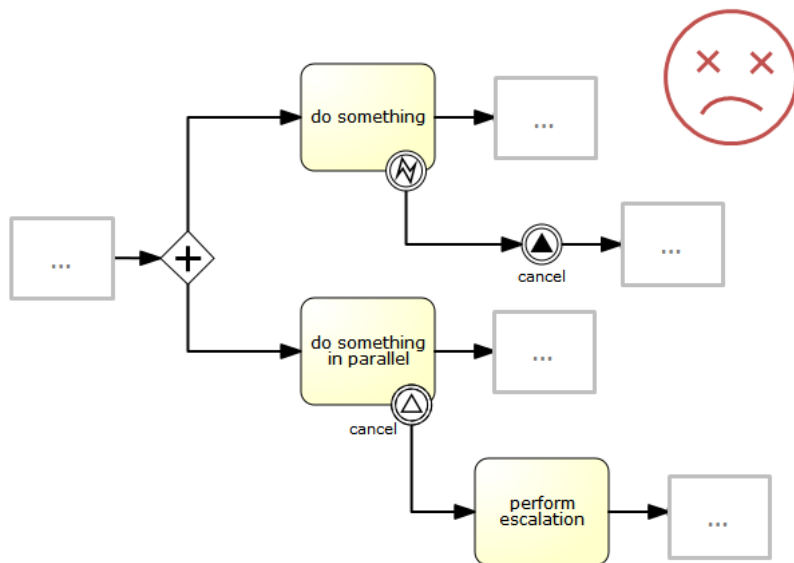 do something
...
...
...
cancel
do something
in parallel
...
cancel
perform
escalation
...